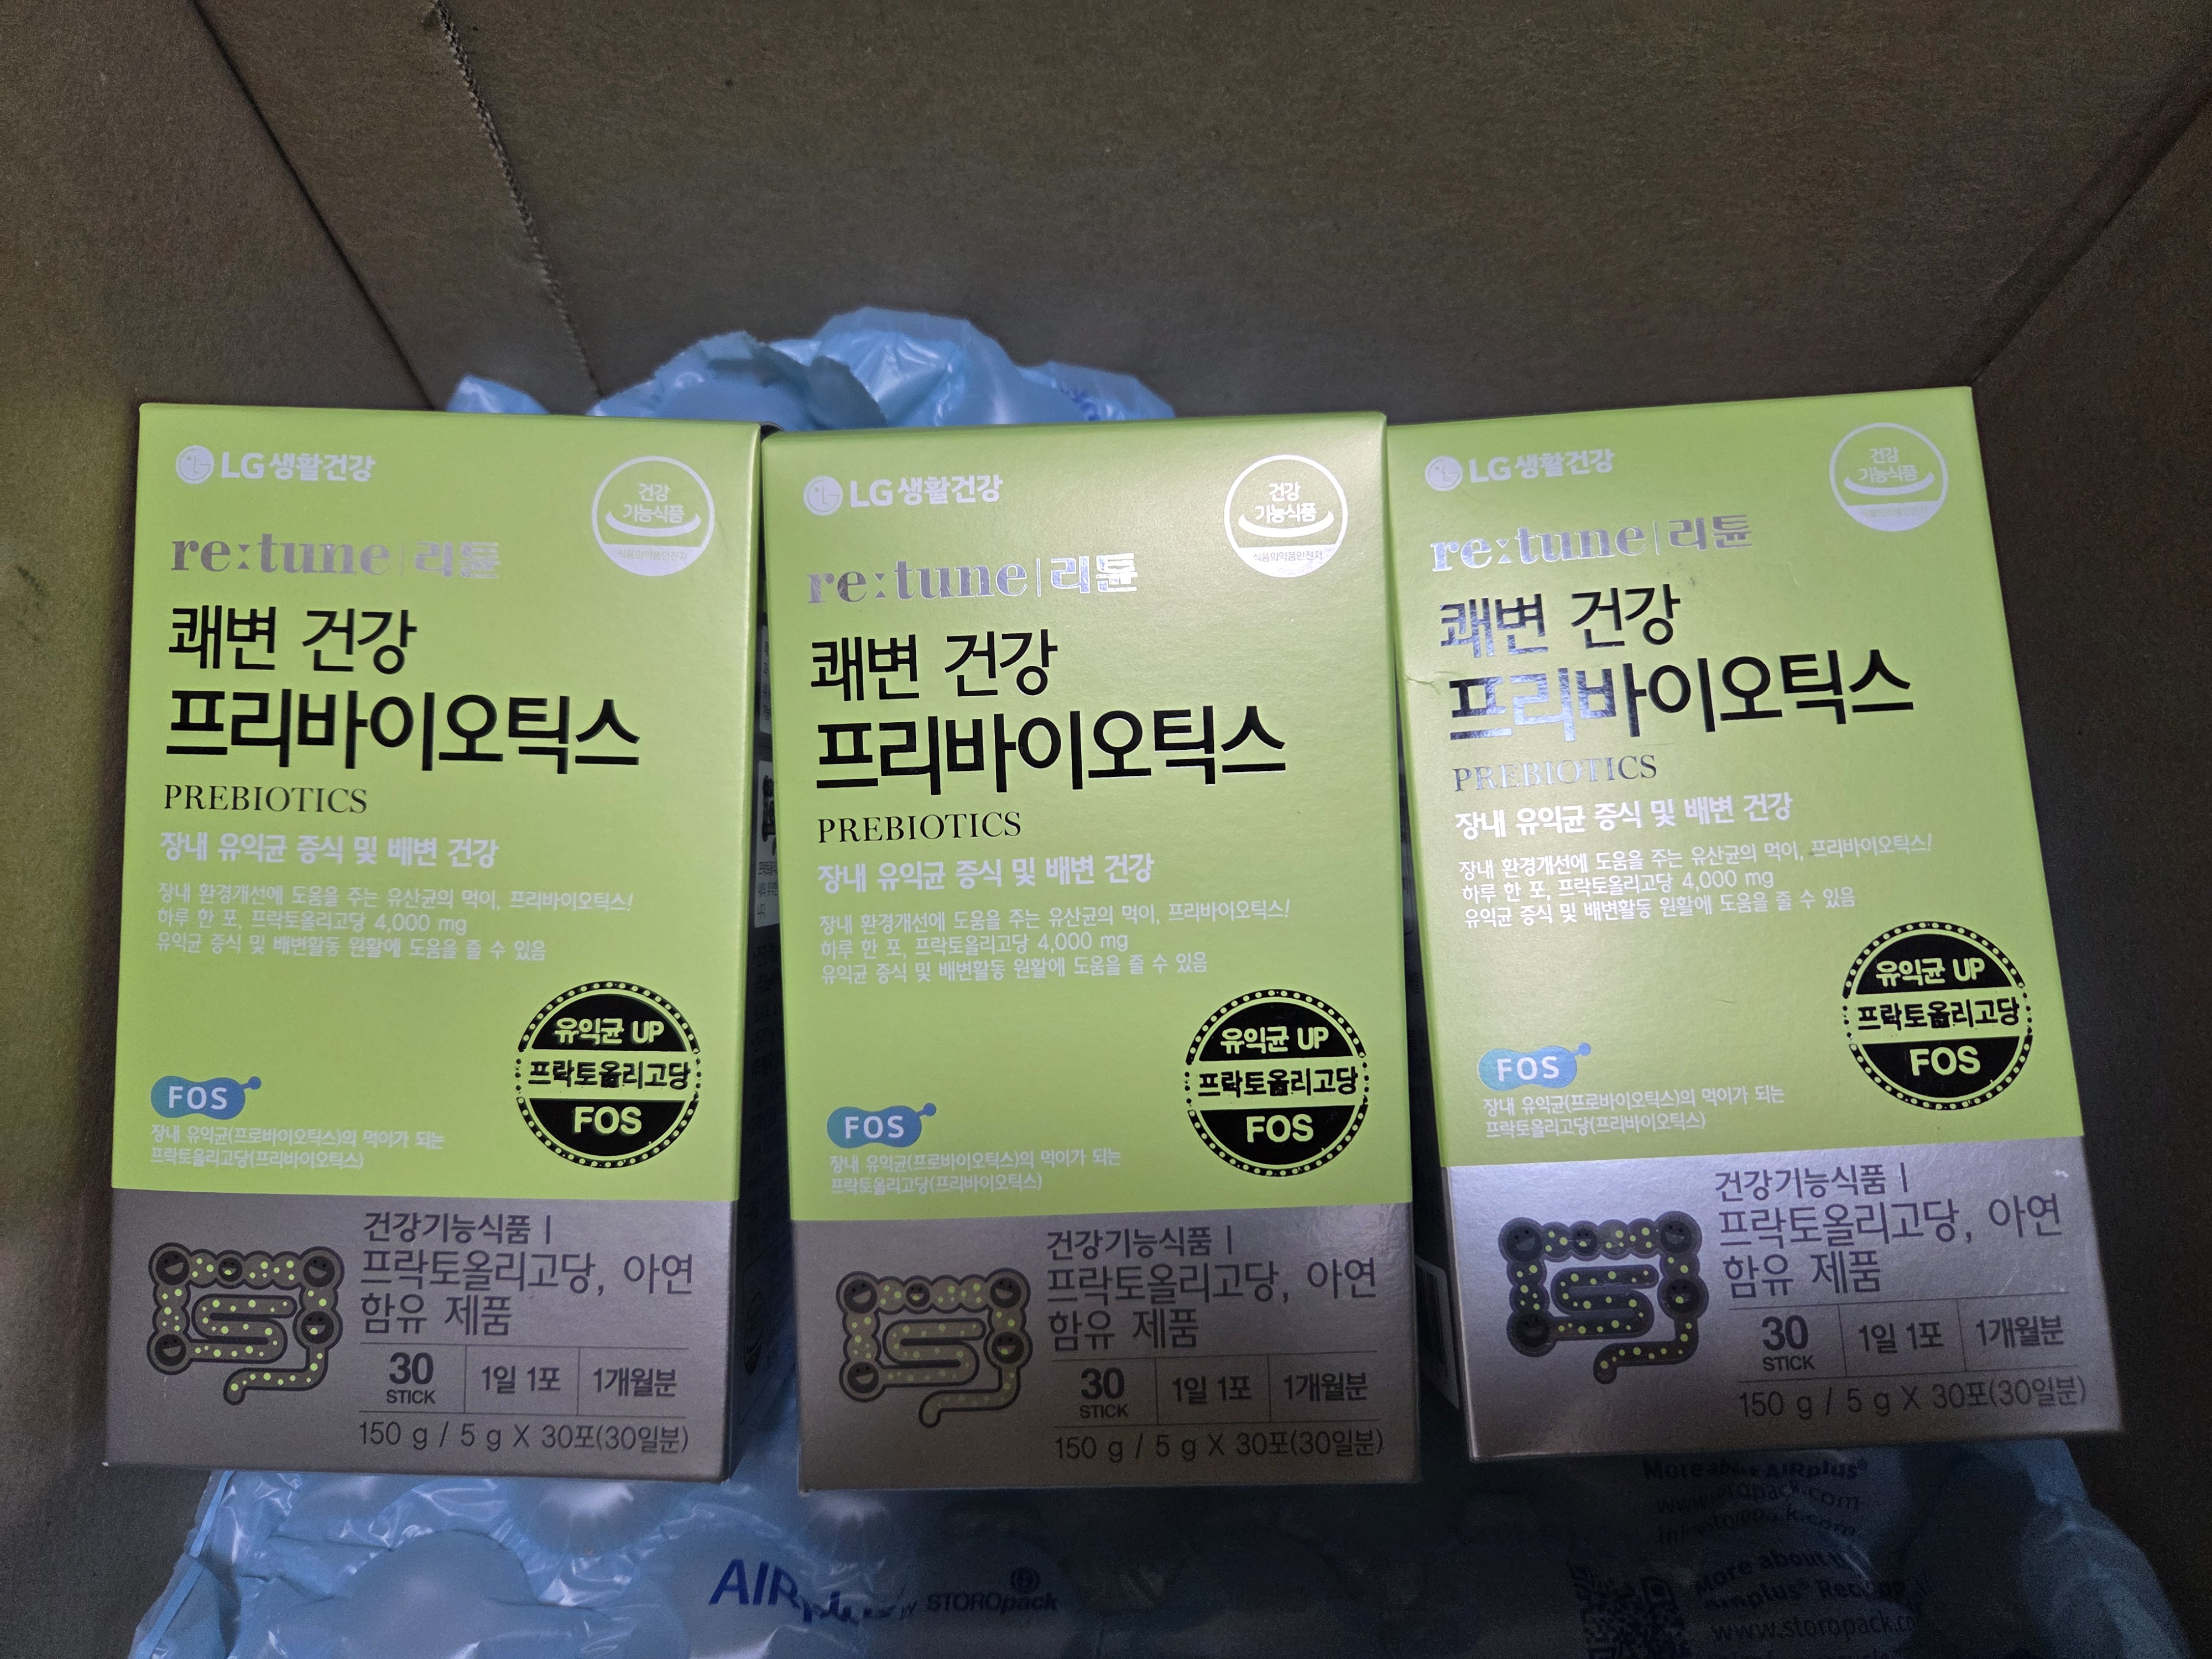 LG생활건강
건강
기능식품
식품의약품안전처
re:tune|리튠
쾌변 건강
프리바이오틱스
PREBIOTICS
장내 유익균 증식 및 배변 건강
장내 환경개선에 도움을 주는 유산균의 먹이, 프리바이오틱스!
하루 한 포, 프락토올리고당 4,000 mg
유익균 증식 및 배변활동 원활에 도움을 줄 수 있음
유익균 UP
프락토올리고당
FOS
FOS
장내 유익균(프로바이오틱스)의 먹이가 되는
프락토올리고당(프리바이오틱스)
건강기능식품 |
프락토올리고당, 아연
함유 제품
30
STICK
1일 1포
1개월분
150 g / 5 g X 30포(30일분)
LG생활건강
건강
기능식품
식품의약품안전처
re:tune|리튠
쾌변 건강
프리바이오틱스
PREBIOTICS
장내 유익균 증식 및 배변 건강
장내 환경개선에 도움을 주는 유산균의 먹이, 프리바이오틱스!
하루 한 포, 프락토올리고당 4,000 mg
유익균 증식 및 배변활동 원활에 도움을 줄 수 있음
유익균 UP
프락토올리고당
FOS
FOS
장내 유익균(프로바이오틱스)의 먹이가 되는
프락토올리고당(프리바이오틱스)
건강기능식품 |
프락토올리고당, 아연
함유 제품
30
STICK
1일 1포
1개월분
150 g / 5 g X 30포(30일분)
LG생활건강
건강
기능식품
re:tune|리튠
쾌변 건강
프리바이오틱스
PREBIOTICS
장내 유익균 증식 및 배변 건강
장내 환경개선에 도움을 주는 유산균의 먹이, 프리바이오틱스!
하루 한 포, 프락토올리고당 4,000 mg
유익균 증식 및 배변활동 원활에 도움을 줄 수 있음
유익균 UP
프락토올리고당
FOS
FOS
장내 유익균(프로바이오틱스)의 먹이가 되는
프락토올리고당(프리바이오틱스)
건강기능식품 |
프락토올리고당, 아연
함유 제품
30
STICK
1일 1포
1개월분
150 g / 5 g X 30포(30일분)
AIRplus
STOROpack
More about AIRplus®
More about
Airplus®
www.storopack.c